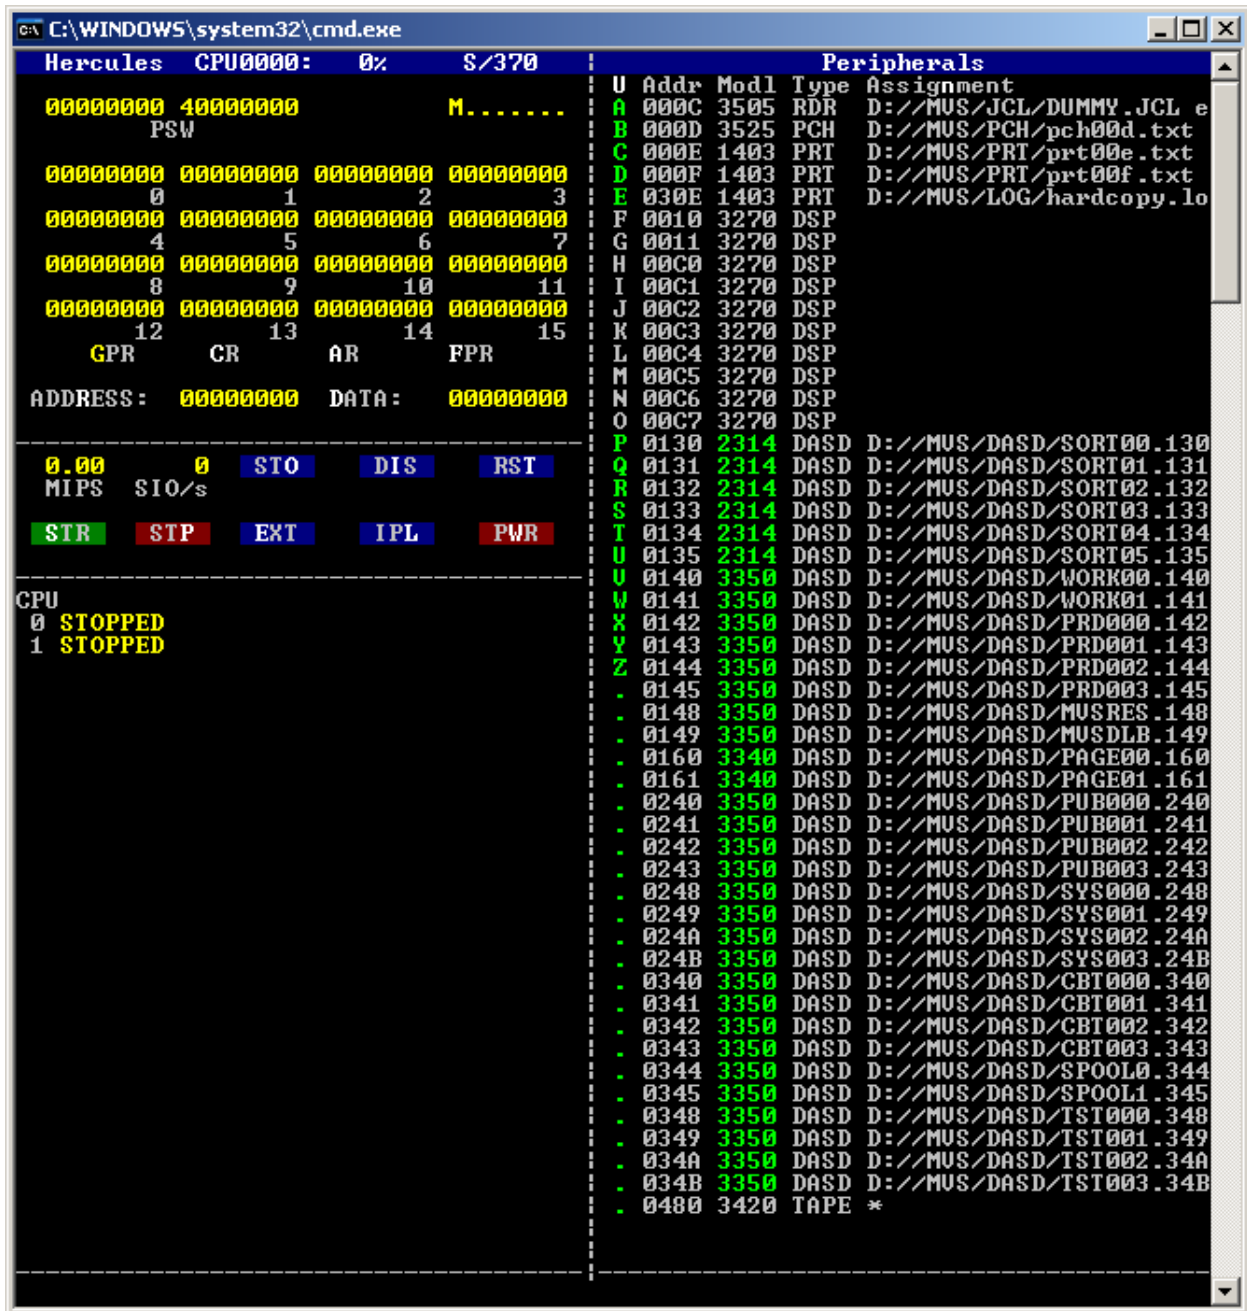 C:\WINDOWS\system32\cmd.exe
Hercules CPU0000: 0% S/370
00000000 40000000 M.......
PSW
00000000 00000000 00000000 00000000
0 1 2 3
00000000 00000000 00000000 00000000
4 5 6 7
00000000 00000000 00000000 00000000
8 9 10 11
00000000 00000000 00000000 00000000
12 13 14 15
GPR CR AR FPR
ADDRESS: 00000000 DATA: 00000000
0.00 0 STO DIS RST
MIPS SIO/s
STR STP EXT IPL PWR
CPU
0 STOPPED
1 STOPPED
Peripherals
U Addr Modl Type Assignment
A 000C 3505 RDR D://MVS/JCL/DUMMY.JCL e
B 000D 3525 PCH D://MVS/PCH/pch00d.txt
C 000E 1403 PRT D://MVS/PRT/prt00e.txt
D 000F 1403 PRT D://MVS/PRT/prt00f.txt
E 030E 1403 PRT D://MVS/LOG/hardcopy.lo
F 0010 3270 DSP
G 0011 3270 DSP
H 00C0 3270 DSP
I 00C1 3270 DSP
J 00C2 3270 DSP
K 00C3 3270 DSP
L 00C4 3270 DSP
M 00C5 3270 DSP
N 00C6 3270 DSP
O 00C7 3270 DSP
P 0130 2314 DASD D://MVS/DASD/SORT00.130
Q 0131 2314 DASD D://MVS/DASD/SORT01.131
R 0132 2314 DASD D://MVS/DASD/SORT02.132
S 0133 2314 DASD D://MVS/DASD/SORT03.133
T 0134 2314 DASD D://MVS/DASD/SORT04.134
U 0135 2314 DASD D://MVS/DASD/SORT05.135
V 0140 3350 DASD D://MVS/DASD/WORK00.140
W 0141 3350 DASD D://MVS/DASD/WORK01.141
X 0142 3350 DASD D://MVS/DASD/PRD000.142
Y 0143 3350 DASD D://MVS/DASD/PRD001.143
Z 0144 3350 DASD D://MVS/DASD/PRD002.144
. 0145 3350 DASD D://MVS/DASD/PRD003.145
. 0148 3350 DASD D://MVS/DASD/MVSRES.148
. 0149 3350 DASD D://MVS/DASD/MVSDLB.149
. 0160 3340 DASD D://MVS/DASD/PAGE00.160
. 0161 3340 DASD D://MVS/DASD/PAGE01.161
. 0240 3350 DASD D://MVS/DASD/PUB000.240
. 0241 3350 DASD D://MVS/DASD/PUB001.241
. 0242 3350 DASD D://MVS/DASD/PUB002.242
. 0243 3350 DASD D://MVS/DASD/PUB003.243
. 0248 3350 DASD D://MVS/DASD/SYS000.248
. 0249 3350 DASD D://MVS/DASD/SYS001.249
. 024A 3350 DASD D://MVS/DASD/SYS002.24A
. 024B 3350 DASD D://MVS/DASD/SYS003.24B
. 0340 3350 DASD D://MVS/DASD/CBT000.340
. 0341 3350 DASD D://MVS/DASD/CBT001.341
. 0342 3350 DASD D://MVS/DASD/CBT002.342
. 0343 3350 DASD D://MVS/DASD/CBT003.343
. 0344 3350 DASD D://MVS/DASD/SPOOL0.344
. 0345 3350 DASD D://MVS/DASD/SPOOL1.345
. 0348 3350 DASD D://MVS/DASD/TST000.348
. 0349 3350 DASD D://MVS/DASD/TST001.349
. 034A 3350 DASD D://MVS/DASD/TST002.34A
. 034B 3350 DASD D://MVS/DASD/TST003.34B
. 0480 3420 TAPE *